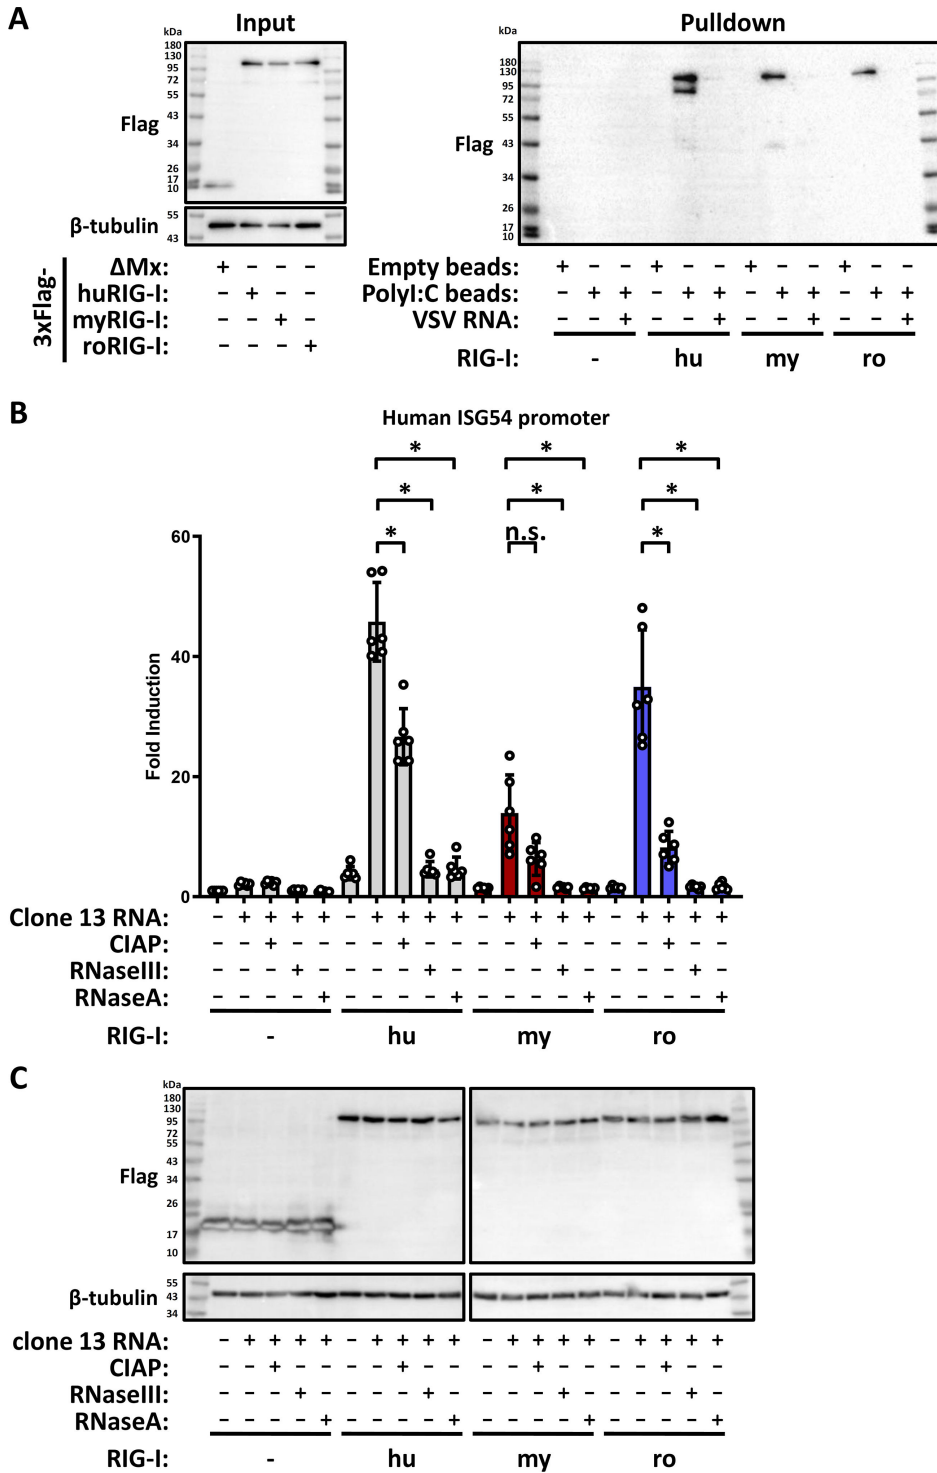 A
Input
Pulldown
kDa
180
130
95
72
55
43
34
26
17
10
Flag
55
43
β-tubulin
kDa
180
130
95
72
55
43
34
26
17
10
Flag
3xFlag-
ΔMx: + – – –
huRIG-I: – + – –
myRIG-I: – – + –
roRIG-I: – – – +
Empty beads: + – – + – – + – – + – –
PolyI:C beads: – + + – + + – + + – + +
VSV RNA: – – + – – + – – + – – +
RIG-I: - hu my ro
B
Human ISG54 promoter
* * *
* * *
* n.s. *
Fold Induction
60
40
20
0
Clone 13 RNA: – + + + + – + + + + – + + + + – + + + +
CIAP: – – + – – – – + – – – – + – – – – + – –
RNaseIII: – – – + – – – – + – – – – + – – – – + –
RNaseA: – – – – + – – – – + – – – – + – – – – +
RIG-I: - hu my ro
C
kDa
180
130
95
72
55
43
34
26
17
10
Flag
55
43
34
β-tubulin
clone 13 RNA: – + + + + – + + + + – + + + + – + + + +
CIAP: – – + – – – – + – – – – + – – – – + – –
RNaseIII: – – – + – – – – + – – – – + – – – – + –
RNaseA: – – – – + – – – – + – – – – + – – – – +
RIG-I: - hu my ro